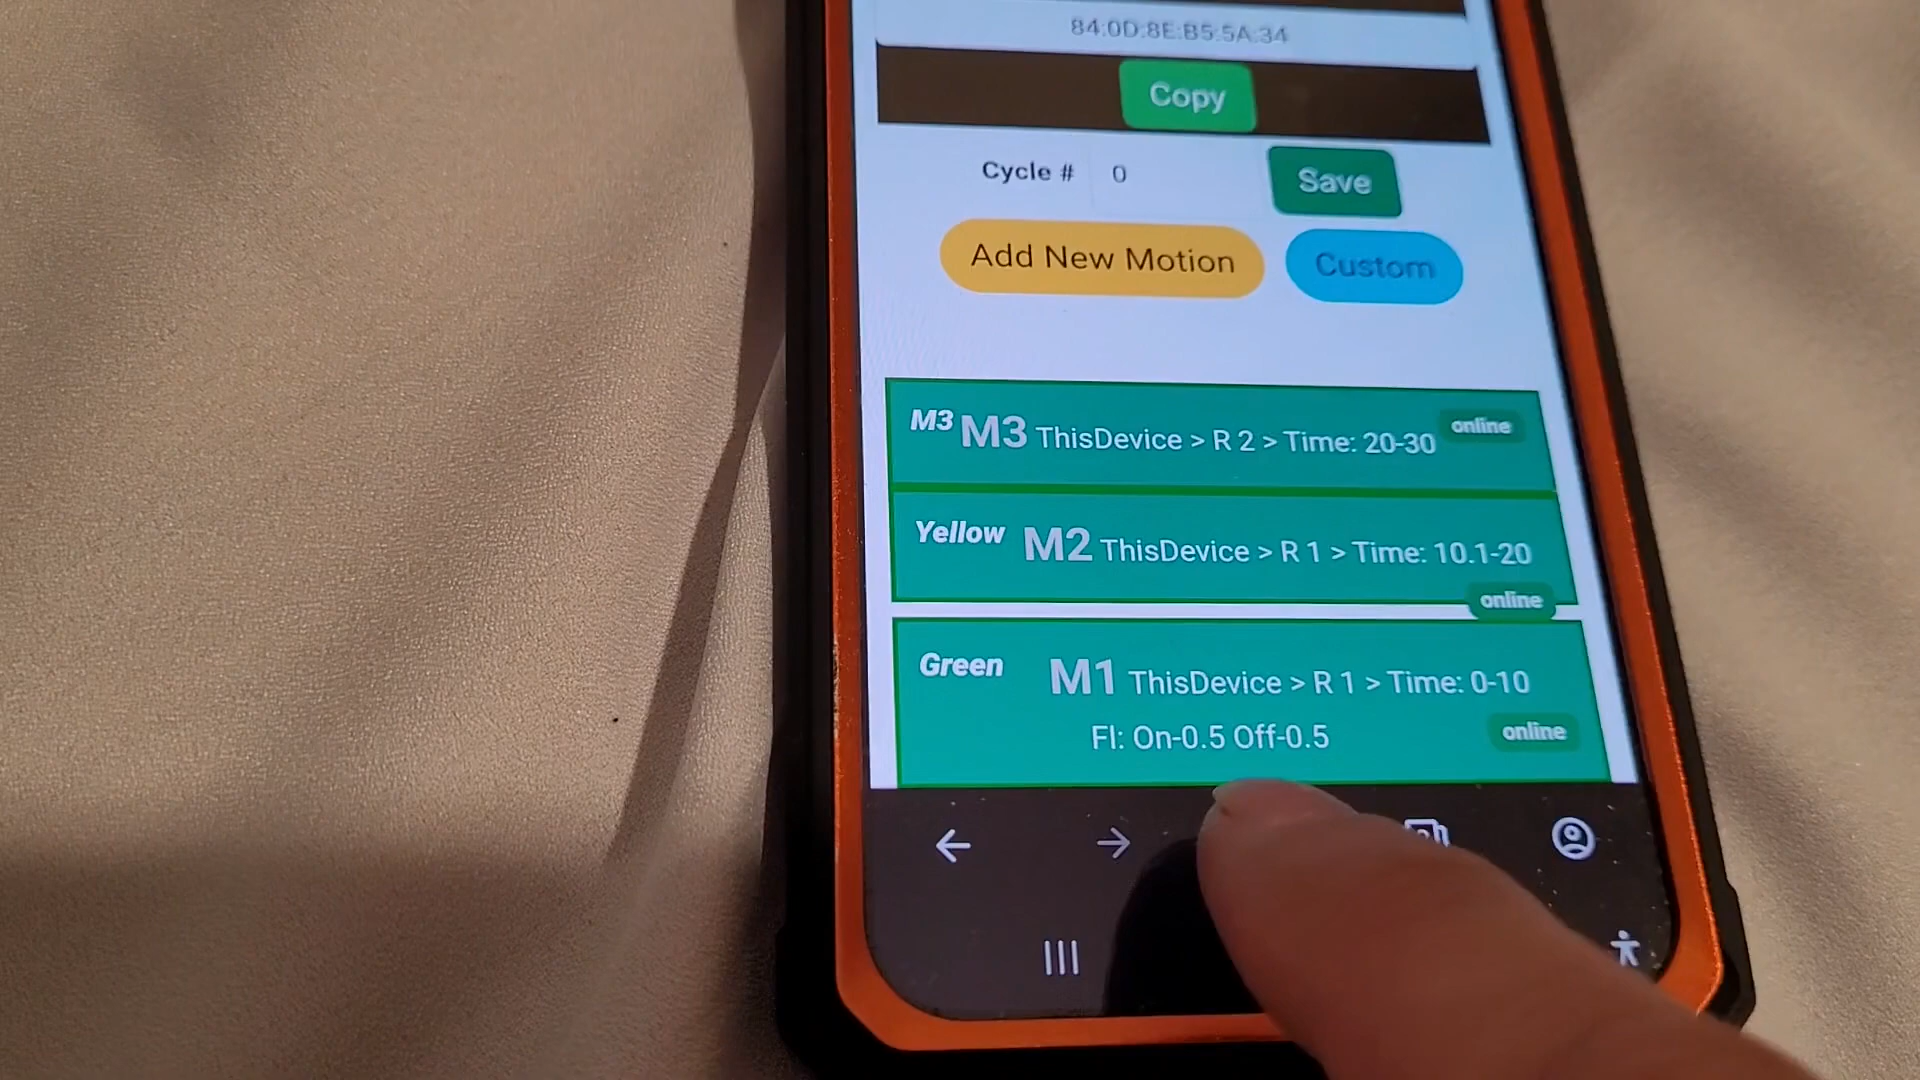 84:0D:8E:B5:5A:34
Copy
Cycle # 0 Save
Add New Motion Custom
M3 M3 ThisDevice > R 2 > Time: 20-30 online
Yellow M2 ThisDevice > R 1 > Time: 10.1-20
online
Green M1 ThisDevice > R 1 > Time: 0-10
Fl: On-0.5 Off-0.5 online